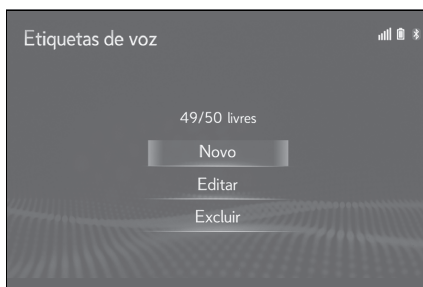 Etiquetas de voz
49/50 livres
Novo
Editar
Excluir